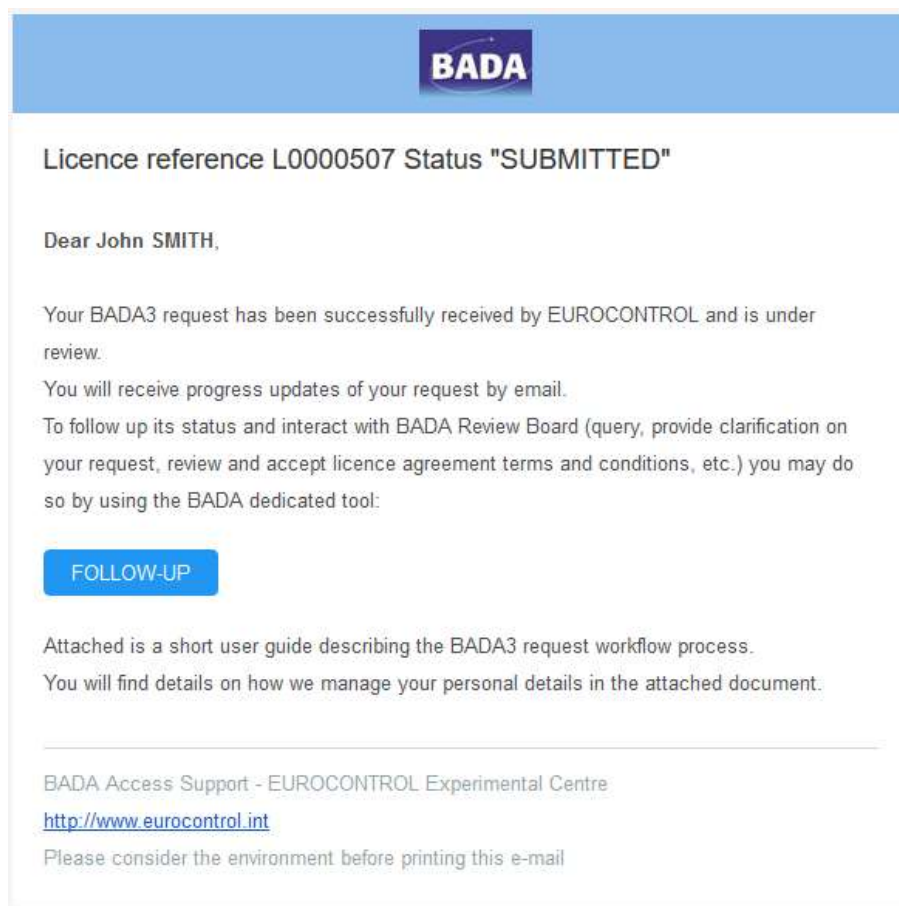 BADA
Licence reference L0000507 Status "SUBMITTED"
Dear John SMITH,
Your BADA3 request has been successfully received by EUROCONTROL and is under
review.
You will receive progress updates of your request by email.
To follow up its status and interact with BADA Review Board (query, provide clarification on
your request, review and accept licence agreement terms and conditions, etc.) you may do
so by using the BADA dedicated tool:
FOLLOW-UP
Attached is a short user guide describing the BADA3 request workflow process.
You will find details on how we manage your personal details in the attached document.
BADA Access Support - EUROCONTROL Experimental Centre
http://www.eurocontrol.int
Please consider the environment before printing this e-mail